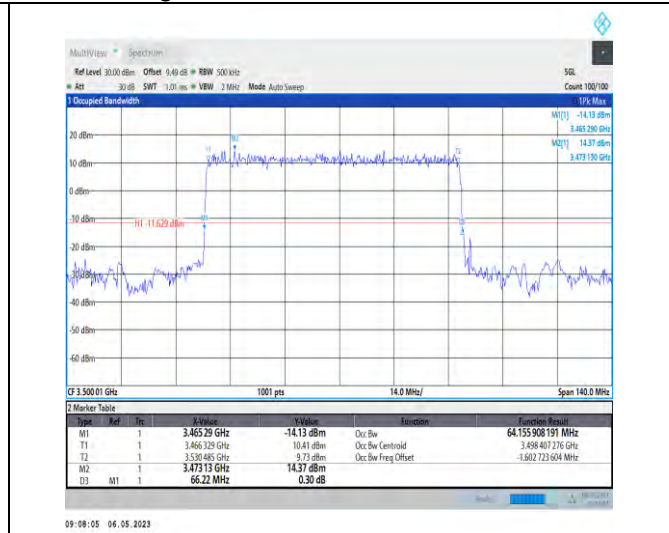 MultiView Spectrum
Ref Level 30.00 dBm Offset 9.49 dB RBW 500 kHz SGL
Att 30 dB SWT 1.01 ms VBW 2 MHz Mode Auto Sweep Count 100/100
1 Occupied Bandwidth 1Pk Max
M1[1] -14.13 dBm
3.465 290 GHz
M2[1] 14.37 dBm
3.473 130 GHz
20 dBm
10 dBm
0 dBm
-10 dBm
H1 -11.629 dBm
-20 dBm
-30 dBm
-40 dBm
-50 dBm
-60 dBm
T1
M2
T2
M1
D3
CF 3.500 01 GHz 1001 pts 14.0 MHz/ Span 140.0 MHz
2 Marker Table
Type Ref Trc X-Value Y-Value Function Function Result
M1 1 3.465 29 GHz -14.13 dBm Occ Bw 64.155 908 191 MHz
T1 1 3.466 329 GHz 10.41 dBm Occ Bw Centroid 3.498 407 276 GHz
T2 1 3.530 485 GHz 9.73 dBm Occ Bw Freq Offset -1.602 723 604 MHz
M2 1 3.473 13 GHz 14.37 dBm
D3 M1 1 66.22 MHz 0.30 dB
09:08:05 06.05.2023